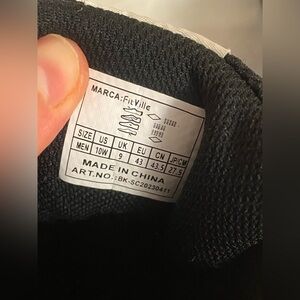 MARCA:FitVille
SIZE US UK EU CN JP/CM
MEN 10W 9 43 43.5 27.5
MADE IN CHINA
ART.NO.:BK-SC20230411